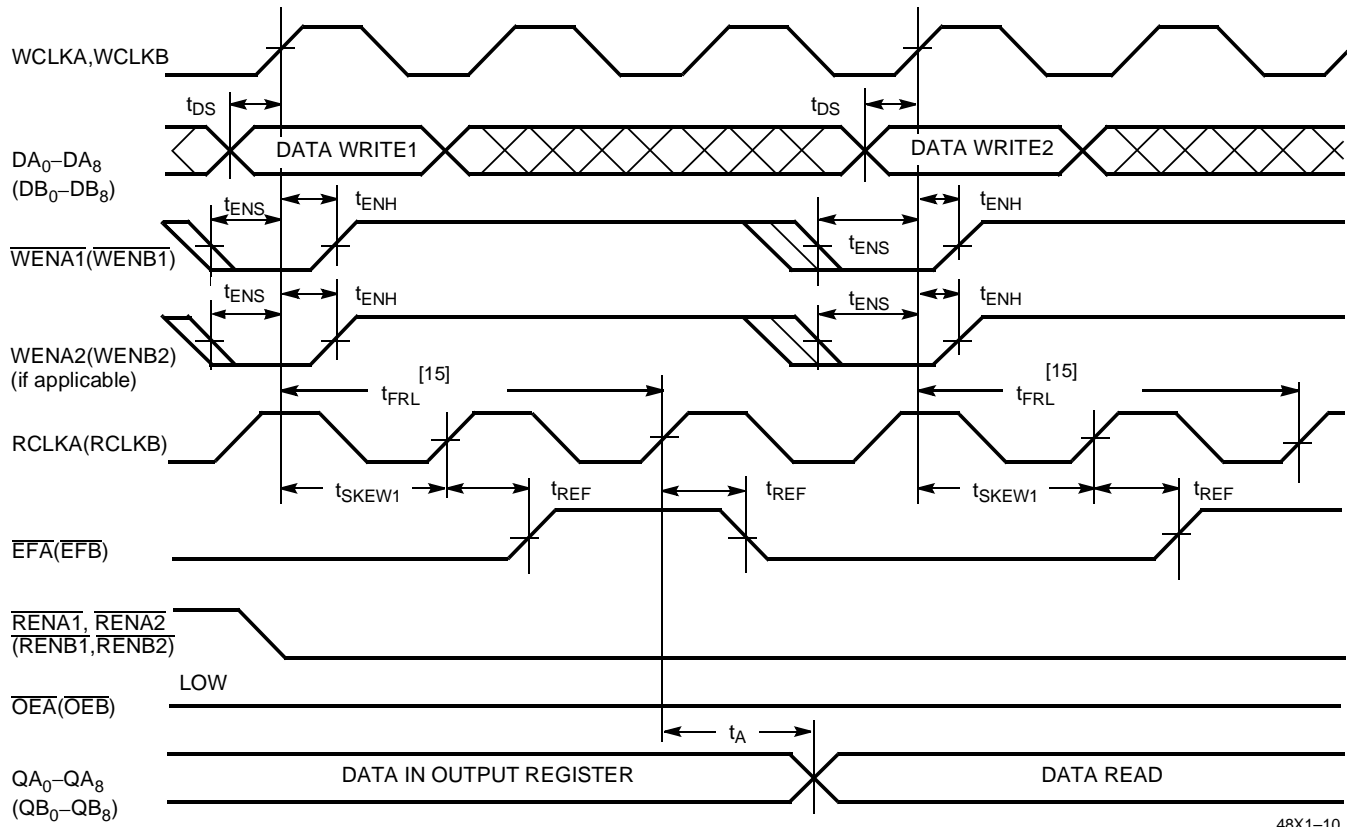 WCLKA,WCLKB
tDS
tDS
DA0–DA8
(DB0–DB8)
DATA WRITE1
DATA WRITE2
tENS
tENH
tENS
tENH
WENA1(WENB1)
tENS
tENH
tENS
tENH
WENA2(WENB2)
(if applicable)
[15]
tFRL
[15]
tFRL
RCLKA(RCLKB)
tSKEW1
tREF
tREF
tSKEW1
tREF
EFA(EFB)
RENA1, RENA2
(RENB1,RENB2)
LOW
OEA(OEB)
tA
QA0–QA8
(QB0–QB8)
DATA IN OUTPUT REGISTER
DATA READ
48X1–10